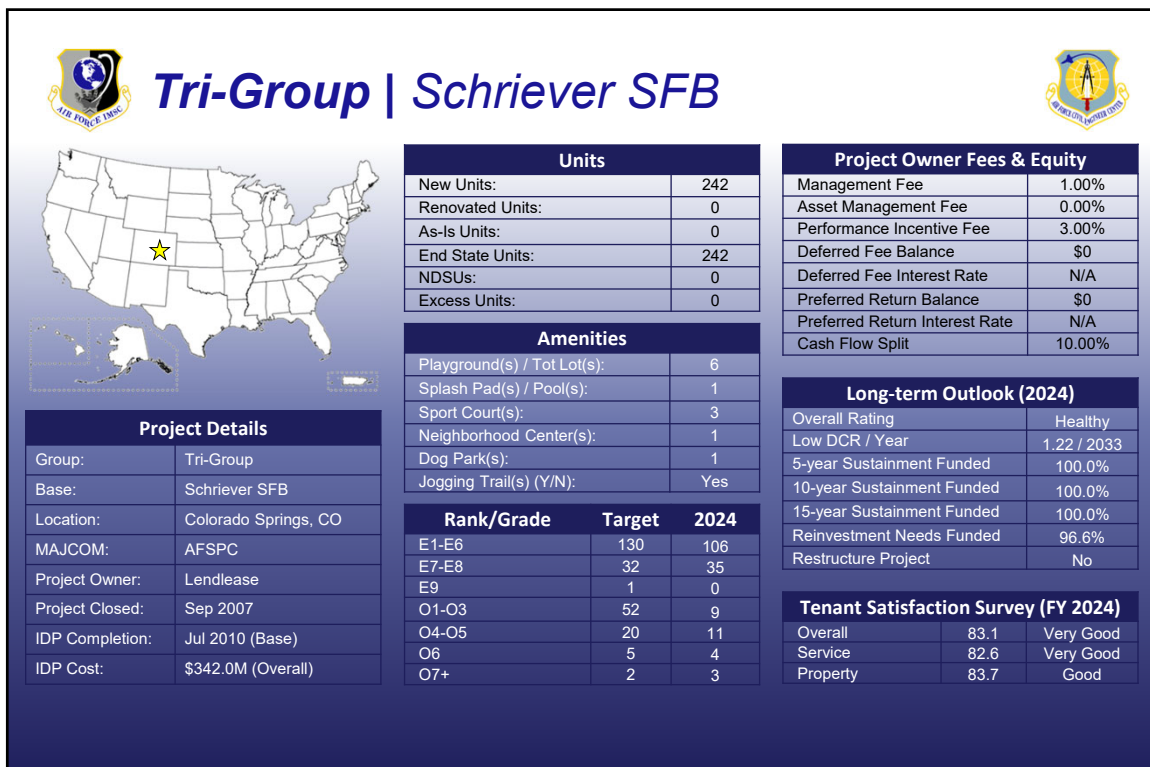 AIR FORCE IMSC
Tri-Group | Schriever SFB
AIR FORCE CIVIL ENGINEER CENTER
Project Details
Group: Tri-Group
Base: Schriever SFB
Location: Colorado Springs, CO
MAJCOM: AFSPC
Project Owner: Lendlease
Project Closed: Sep 2007
IDP Completion: Jul 2010 (Base)
IDP Cost: $342.0M (Overall)
Units
New Units: 242
Renovated Units: 0
As-Is Units: 0
End State Units: 242
NDSUs: 0
Excess Units: 0
Amenities
Playground(s) / Tot Lot(s): 6
Splash Pad(s) / Pool(s): 1
Sport Court(s): 3
Neighborhood Center(s): 1
Dog Park(s): 1
Jogging Trail(s) (Y/N): Yes
Rank/Grade Target 2024
E1-E6 130 106
E7-E8 32 35
E9 1 0
O1-O3 52 9
O4-O5 20 11
O6 5 4
O7+ 2 3
Project Owner Fees & Equity
Management Fee 1.00%
Asset Management Fee 0.00%
Performance Incentive Fee 3.00%
Deferred Fee Balance $0
Deferred Fee Interest Rate N/A
Preferred Return Balance $0
Preferred Return Interest Rate N/A
Cash Flow Split 10.00%
Long-term Outlook (2024)
Overall Rating Healthy
Low DCR / Year 1.22 / 2033
5-year Sustainment Funded 100.0%
10-year Sustainment Funded 100.0%
15-year Sustainment Funded 100.0%
Reinvestment Needs Funded 96.6%
Restructure Project No
Tenant Satisfaction Survey (FY 2024)
Overall 83.1 Very Good
Service 82.6 Very Good
Property 83.7 Good